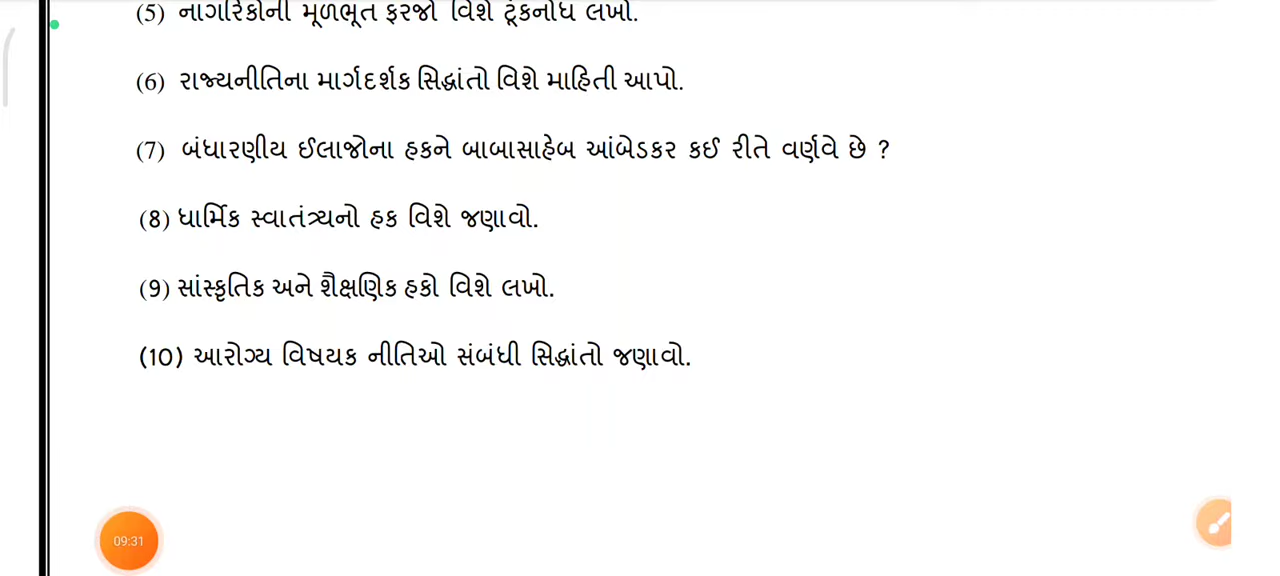 (5) નાગરિકોની મૂળભૂત ફરજો વિશે ટૂંકનોંધ લખો.
(6) રાજ્યનીતિના માર્ગદર્શક સિદ્ધાંતો વિશે માહિતી આપો.
(7) બંધારણીય ઈલાજોના હકને બાબાસાહેબ આંબેડકર કઈ રીતે વર્ણવે છે ?
(8) ધાર્મિક સ્વાતંત્ર્યનો હક વિશે જણાવો.
(9) સાંસ્કૃતિક અને શૈક્ષણિક હકો વિશે લખો.
(10) આરોગ્ય વિષયક નીતિઓ સંબંધી સિદ્ધાંતો જણાવો.
09:31